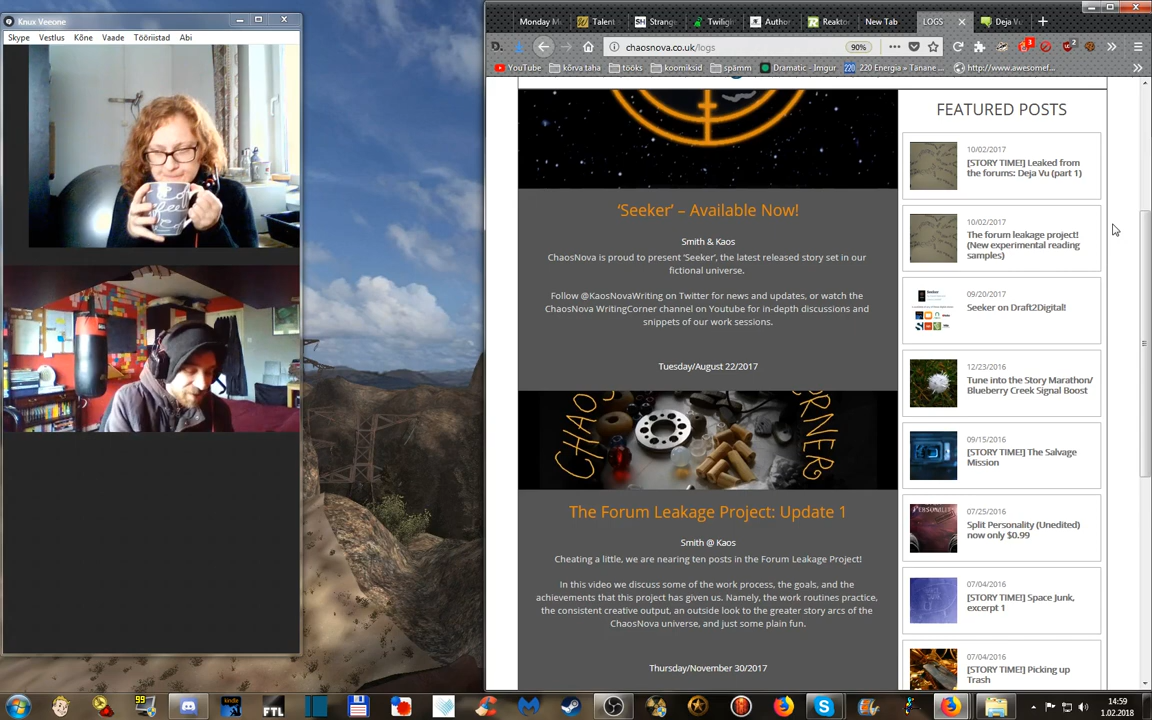 Knux Veeone
Skype Vestlus Kõne Vaade Tööriistad Abi
Monday M
Talent
Strange
Twiligh
Author
Reaktor
New Tab
LOGS
Deja Vu
chaosnova.co.uk/logs
90%
YouTube
kõrva taha
tööks
koomiksid
spämm
Dramatic - Imgur
220 Energia » Tänane ...
http://www.awesomef...
'Seeker' – Available Now!
Smith & Kaos
ChaosNova is proud to present 'Seeker', the latest released story set in our
fictional universe.
Follow @KaosNovaWriting on Twitter for news and updates, or watch the
ChaosNova WritingCorner channel on Youtube for in-depth discussions and
snippets of our work sessions.
Tuesday/August 22/2017
CHAOS
CORNER
The Forum Leakage Project: Update 1
Smith @ Kaos
Cheating a little, we are nearing ten posts in the Forum Leakage Project!
In this video we discuss some of the work process, the goals, and the
achievements that this project has given us. Namely, the work routines practice,
the consistent creative output, an outside look to the greater story arcs of the
ChaosNova universe, and just some plain fun.
Thursday/November 30/2017
FEATURED POSTS
10/02/2017
[STORY TIME!] Leaked from
the forums: Deja Vu (part 1)
10/02/2017
The forum leakage project!
(New experimental reading
samples)
09/20/2017
Seeker on Draft2Digital!
12/23/2016
Tune into the Story Marathon/
Blueberry Creek Signal Boost
09/15/2016
[STORY TIME!] The Salvage
Mission
07/25/2016
Split Personality (Unedited)
now only $0.99
07/04/2016
[STORY TIME!] Space Junk,
excerpt 1
07/04/2016
[STORY TIME!] Picking up
Trash
kindle
FTL
99
14:59
1.02.2018